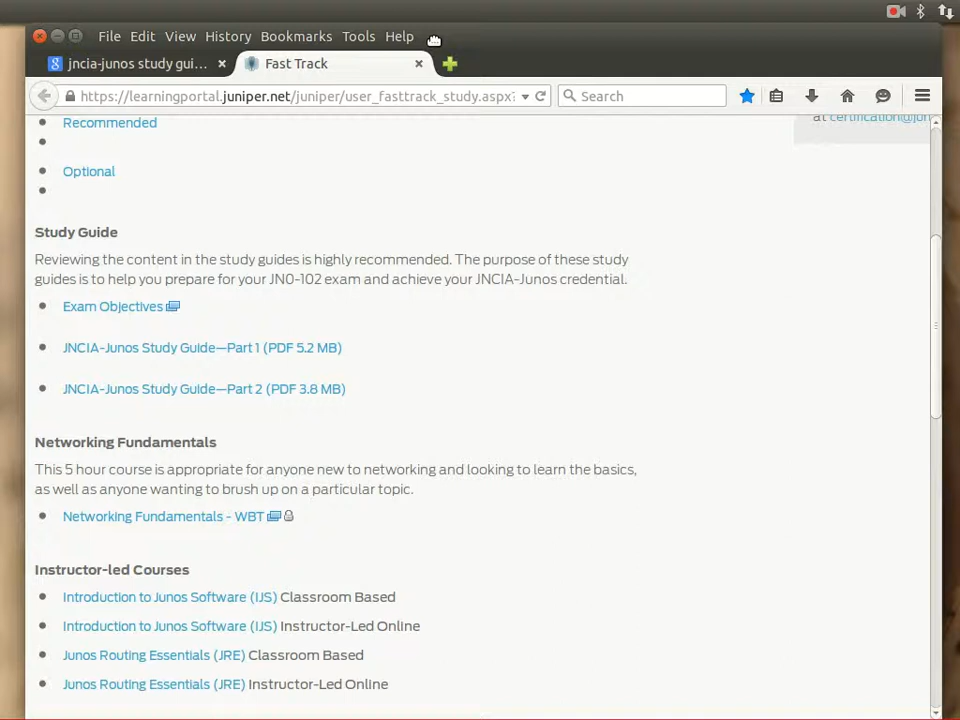 File Edit View History Bookmarks Tools Help
jncia-junos study gui...
Fast Track
https://learningportal.juniper.net/juniper/user_fasttrack_study.aspx?
Search
Recommended
at certification@jun
Optional
Study Guide
Reviewing the content in the study guides is highly recommended. The purpose of these study
guides is to help you prepare for your JN0-102 exam and achieve your JNCIA-Junos credential.
Exam Objectives
JNCIA-Junos Study Guide—Part 1 (PDF 5.2 MB)
JNCIA-Junos Study Guide—Part 2 (PDF 3.8 MB)
Networking Fundamentals
This 5 hour course is appropriate for anyone new to networking and looking to learn the basics,
as well as anyone wanting to brush up on a particular topic.
Networking Fundamentals - WBT
Instructor-led Courses
Introduction to Junos Software (IJS) Classroom Based
Introduction to Junos Software (IJS) Instructor-Led Online
Junos Routing Essentials (JRE) Classroom Based
Junos Routing Essentials (JRE) Instructor-Led Online